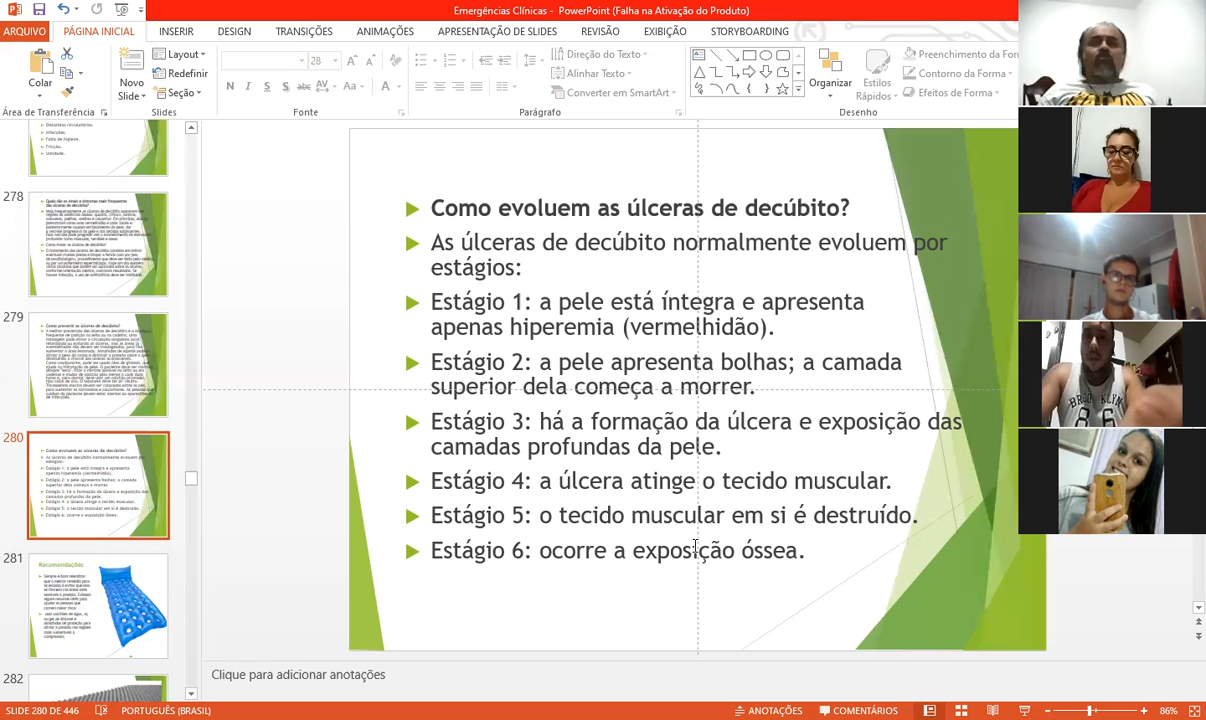 Emergências Clínicas - PowerPoint (Falha na Ativação do Produto)
ARQUIVO PÁGINA INICIAL INSERIR DESIGN TRANSIÇÕES ANIMAÇÕES APRESENTAÇÃO DE SLIDES REVISÃO EXIBIÇÃO STORYBOARDING
Colar
Novo Slide
Layout
Redefinir
Seção
28
N I S S abc AV Aa A
Direção do Texto
Alinhar Texto
Converter em SmartArt
Organizar
Estilos Rápidos
Preenchimento da For
Contorno da Forma
Efeitos de Forma
Área de Transferência Slides Fonte Parágrafo Desenho
278
279
280
281
Recomendações
282
Como evoluem as úlceras de decúbito?
As úlceras de decúbito normalmente evoluem por
estágios:
Estágio 1: a pele está íntegra e apresenta
apenas hiperemia (vermelhidão).
Estágio 2: a pele apresenta bolhas; a camada
superior dela começa a morrer.
Estágio 3: há a formação da úlcera e exposição das
camadas profundas da pele.
Estágio 4: a úlcera atinge o tecido muscular.
Estágio 5: o tecido muscular em si é destruído.
Estágio 6: ocorre a exposição óssea.
BROOKLYN
86
Clique para adicionar anotações
SLIDE 280 DE 446 PORTUGUÊS (BRASIL) ANOTAÇÕES COMENTÁRIOS 86%